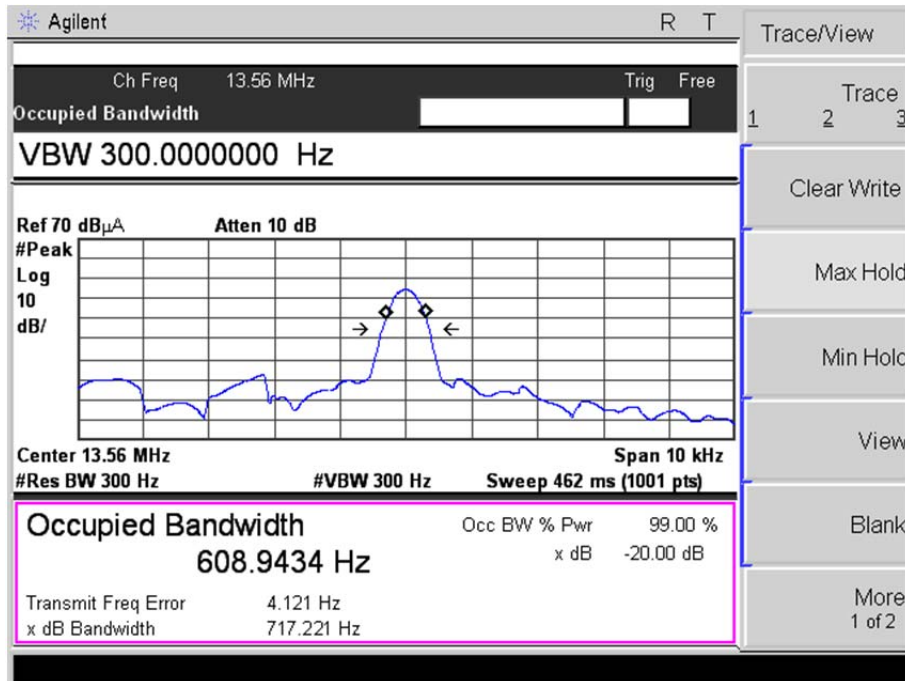 Agilent R T
Trace/View
Ch Freq 13.56 MHz Trig Free
Occupied Bandwidth
Trace
1 2 3
VBW 300.0000000 Hz
Clear Write
Ref 70 dBµA Atten 10 dB
#Peak
Log
10
dB/
Max Hold
Min Hold
View
Center 13.56 MHz Span 10 kHz
#Res BW 300 Hz #VBW 300 Hz Sweep 462 ms (1001 pts)
Occupied Bandwidth Occ BW % Pwr 99.00 %
608.9434 Hz x dB -20.00 dB
Blank
Transmit Freq Error 4.121 Hz
x dB Bandwidth 717.221 Hz
More
1 of 2